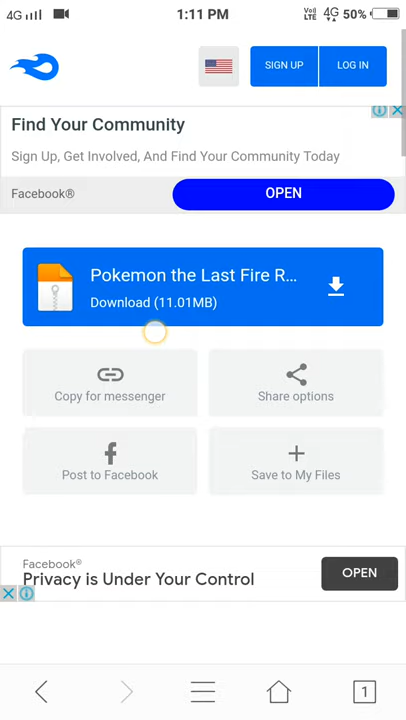 4G 1:11 PM Voj LTE 4G 50%
SIGN UP LOG IN
Find Your Community
Sign Up, Get Involved, And Find Your Community Today
Facebook® OPEN
Pokemon the Last Fire R...
Download (11.01MB)
Copy for messenger Share options
Post to Facebook Save to My Files
Facebook®
Privacy is Under Your Control OPEN
1